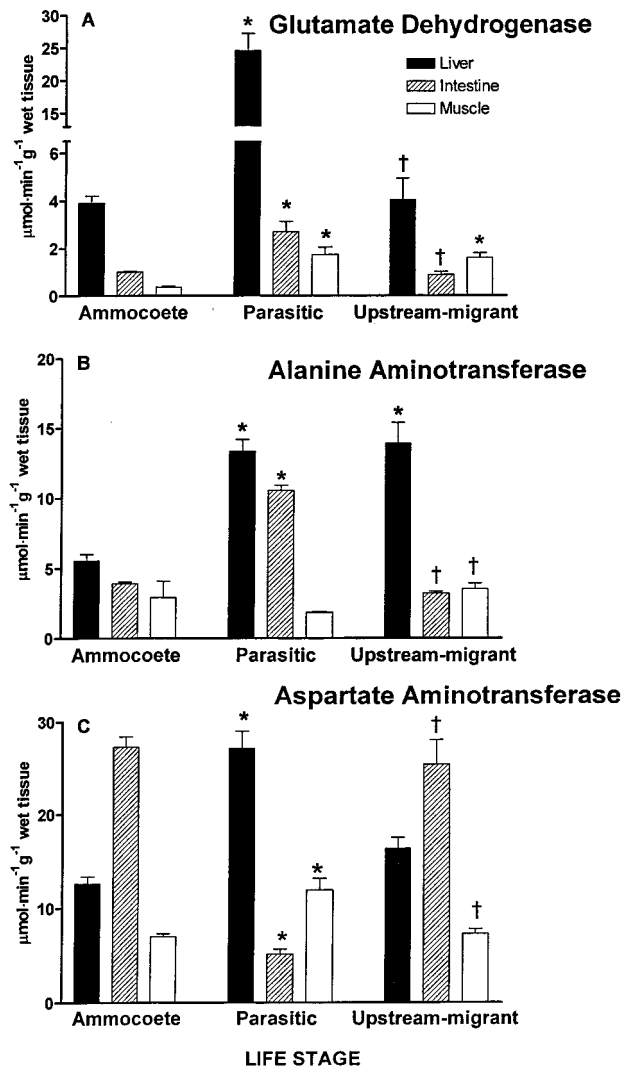 A
Glutamate Dehydrogenase
Liver
Intestine
Muscle
30
25
20
15
6
4
2
0
μmol·min⁻¹g⁻¹ wet tissue
*
*
*
†
†
*
Ammocoete Parasitic Upstream-migrant
B
Alanine Aminotransferase
20
15
10
5
0
μmol·min⁻¹g⁻¹ wet tissue
*
*
*
†
†
Ammocoete Parasitic Upstream-migrant
Aspartate Aminotransferase
C
30
20
10
0
μmol·min⁻¹g⁻¹ wet tissue
*
*
*
†
†
Ammocoete Parasitic Upstream-migrant
LIFE STAGE